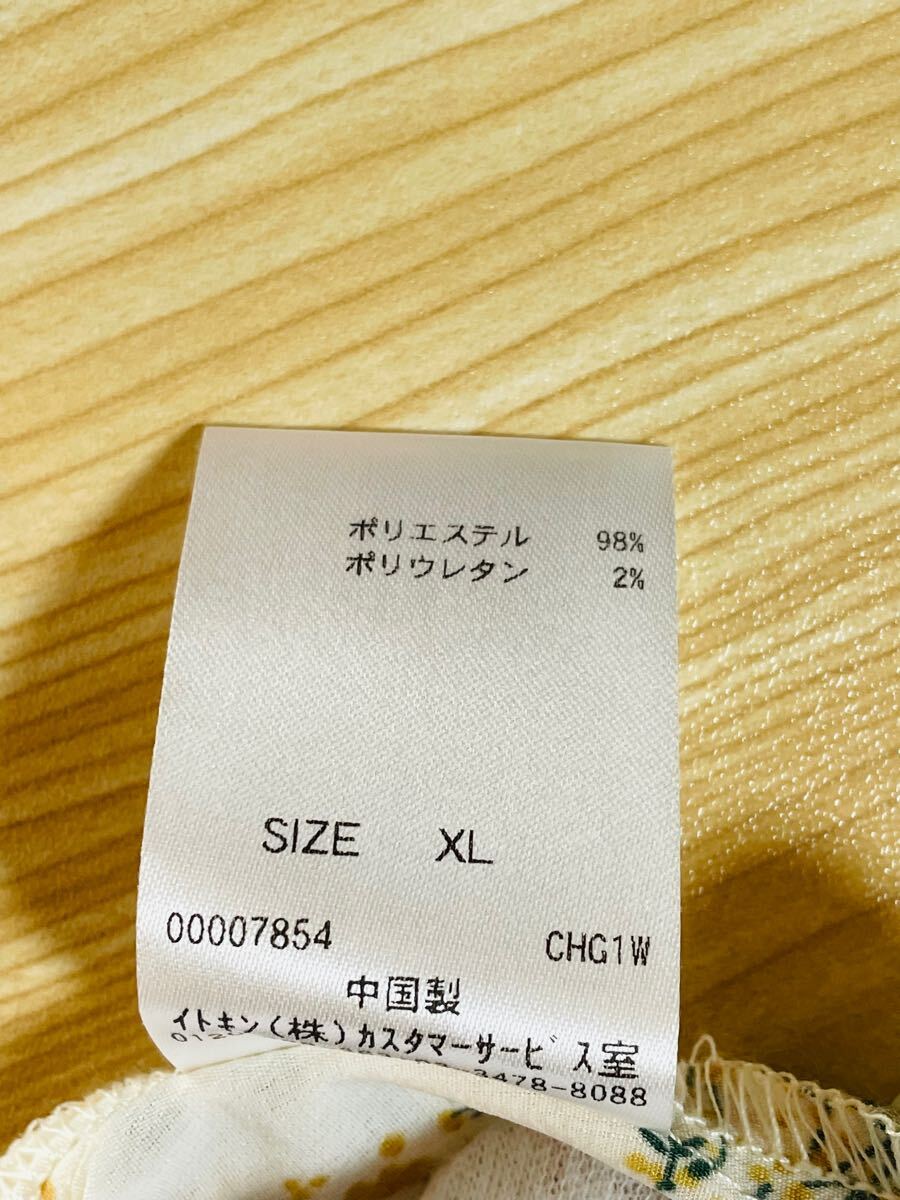 ポリエステル 98%
ポリウレタン 2%
SIZE XL
00007854 CHG1W
中国製
イトキン(株)カスタマーサービス室
3478-8088